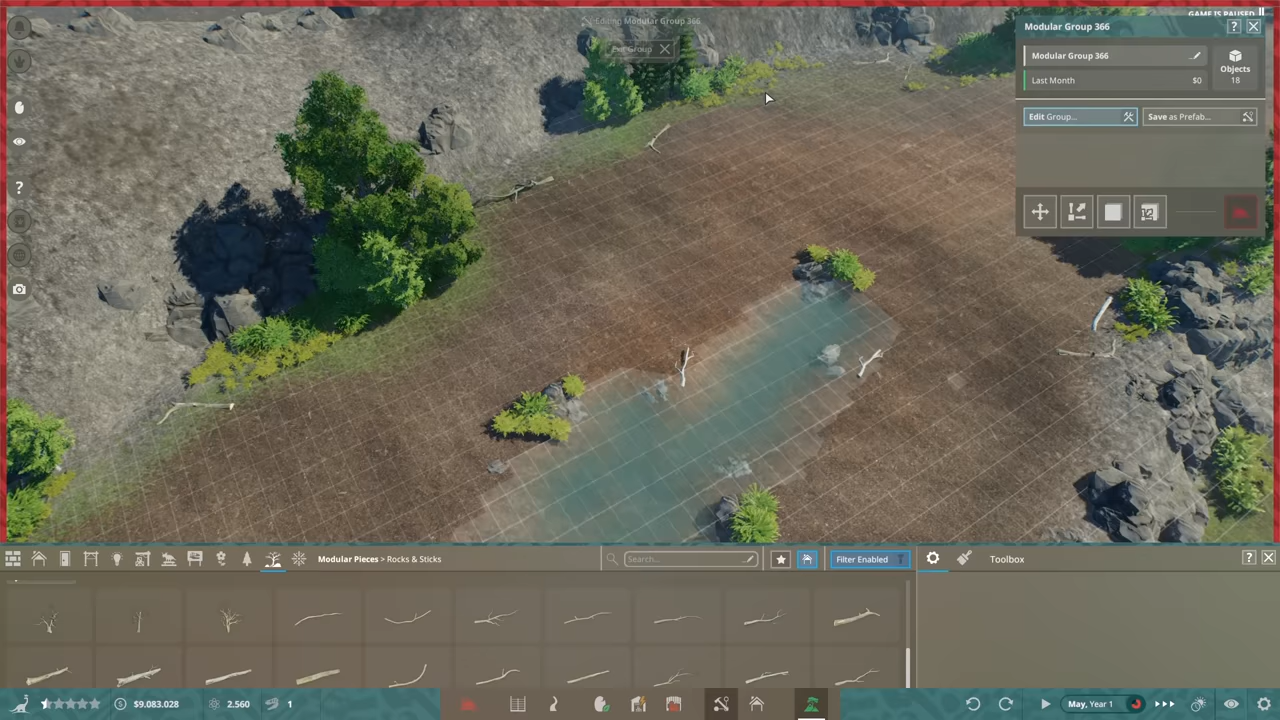 Editing Modular Group 366
Exit Group
GAME IS PAUSED
Modular Group 366
?
Modular Group 366
Last Month $0
Objects
18
Edit Group...
Save as Prefab...
?
Modular Pieces > Rocks & Sticks
Search...
Filter Enabled
Toolbox
?
$9.083.028
2.560
1
May, Year 1